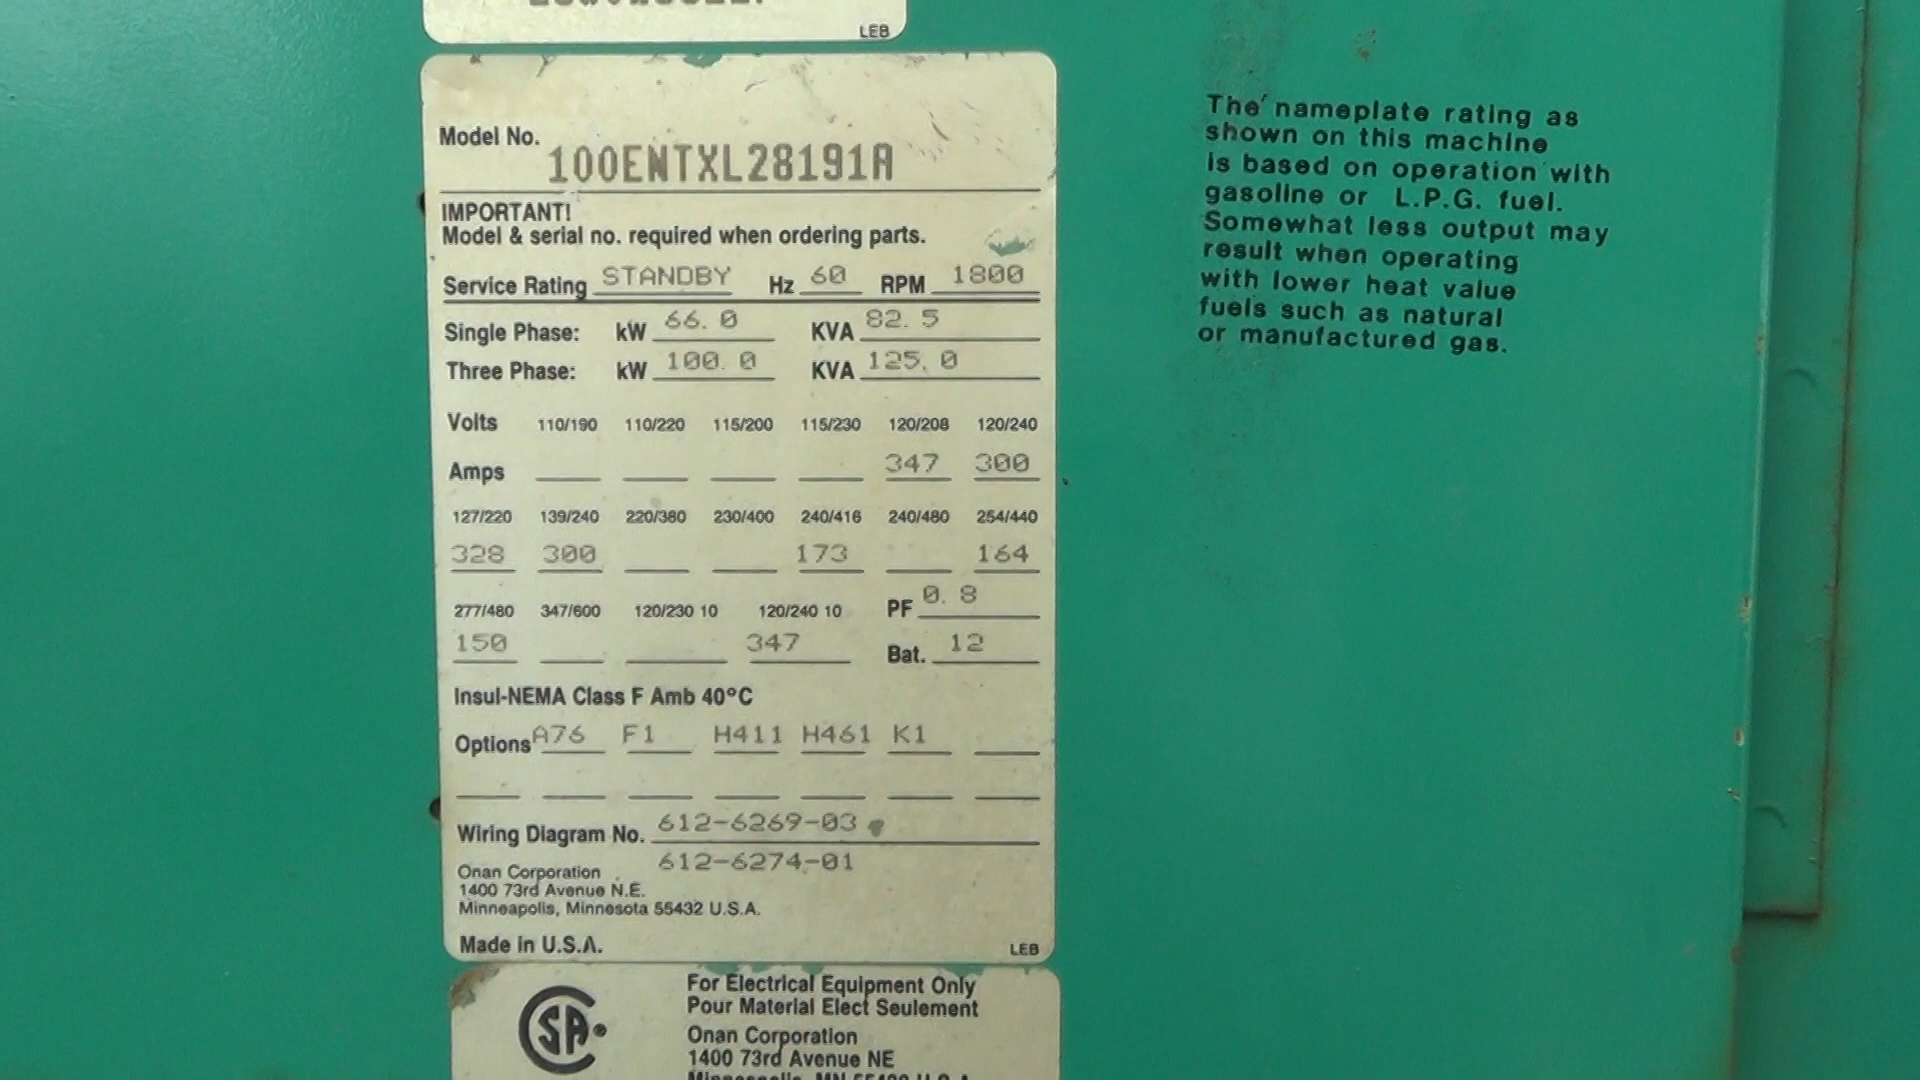 LEB
Model No. 100ENTXL28191A
IMPORTANT!
Model & serial no. required when ordering parts.
Service Rating STANDBY Hz 60 RPM 1800
Single Phase: kW 66.0 KVA 82.5
Three Phase: kW 100.0 KVA 125.0
Volts 110/190 110/220 115/200 115/230 120/208 120/240
Amps 347 300
127/220 139/240 220/380 230/400 240/416 240/480 254/440
328 300 173 164
277/480 347/600 120/230 10 120/240 10 PF 0.8
150 347 Bat. 12
Insul-NEMA Class F Amb 40°C
Options A76 F1 H411 H461 K1
Wiring Diagram No. 612-6269-03
612-6274-01
Onan Corporation
1400 73rd Avenue N.E.
Minneapolis, Minnesota 55432 U.S.A.
Made in U.S.A. LEB
SA
For Electrical Equipment Only
Pour Material Elect Seulement
Onan Corporation
1400 73rd Avenue NE
The nameplate rating as
shown on this machine
is based on operation with
gasoline or L.P.G. fuel.
Somewhat less output may
result when operating
with lower heat value
fuels such as natural
or manufactured gas.